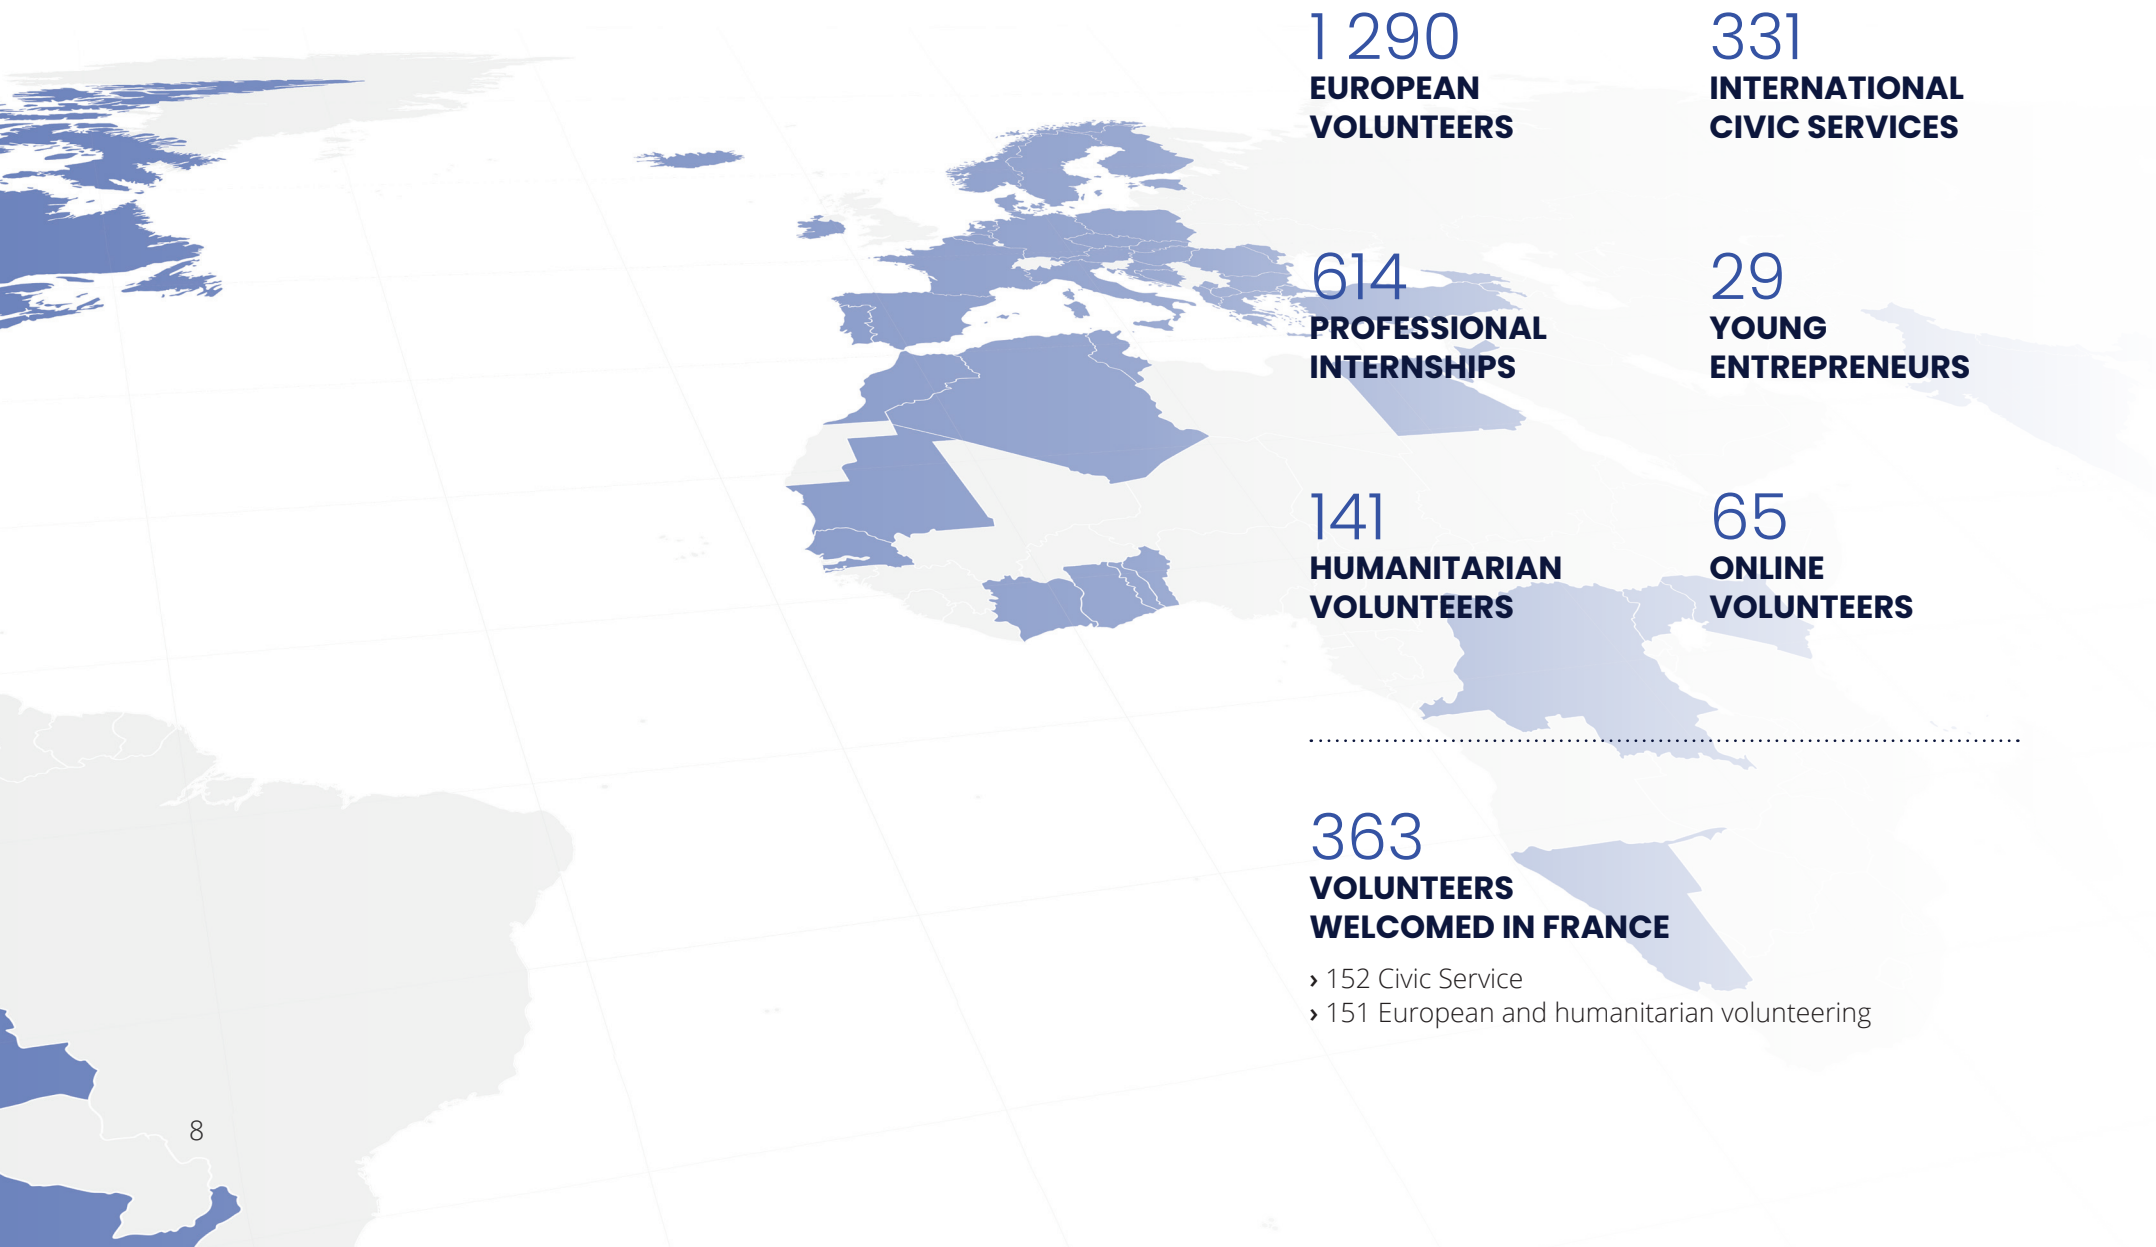 1 290
EUROPEAN
VOLUNTEERS
331
INTERNATIONAL
CIVIC SERVICES
614
PROFESSIONAL
INTERNSHIPS
29
YOUNG
ENTREPRENEURS
141
HUMANITARIAN
VOLUNTEERS
65
ONLINE
VOLUNTEERS
363
VOLUNTEERS
WELCOMED IN FRANCE
› 152 Civic Service
› 151 European and humanitarian volunteering
8